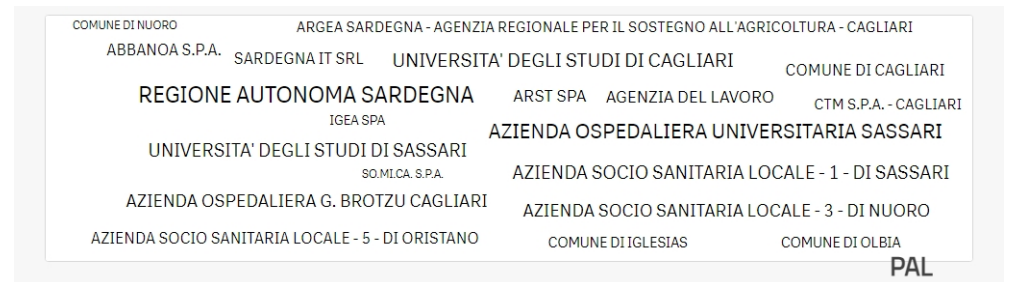 COMUNE DI NUORO
ARGEA SARDEGNA - AGENZIA REGIONALE PER IL SOSTEGNO ALL'AGRICOLTURA - CAGLIARI
ABBANOA S.P.A.
SARDEGNA IT SRL
UNIVERSITA' DEGLI STUDI DI CAGLIARI
COMUNE DI CAGLIARI
REGIONE AUTONOMA SARDEGNA
ARST SPA
AGENZIA DEL LAVORO
CTM S.P.A. - CAGLIARI
IGEA SPA
AZIENDA OSPEDALIERA UNIVERSITARIA SASSARI
UNIVERSITA' DEGLI STUDI DI SASSARI
SO.MI.CA. S.P.A.
AZIENDA SOCIO SANITARIA LOCALE - 1 - DI SASSARI
AZIENDA OSPEDALIERA G. BROTZU CAGLIARI
AZIENDA SOCIO SANITARIA LOCALE - 3 - DI NUORO
AZIENDA SOCIO SANITARIA LOCALE - 5 - DI ORISTANO
COMUNE DI IGLESIAS
COMUNE DI OLBIA
PAL